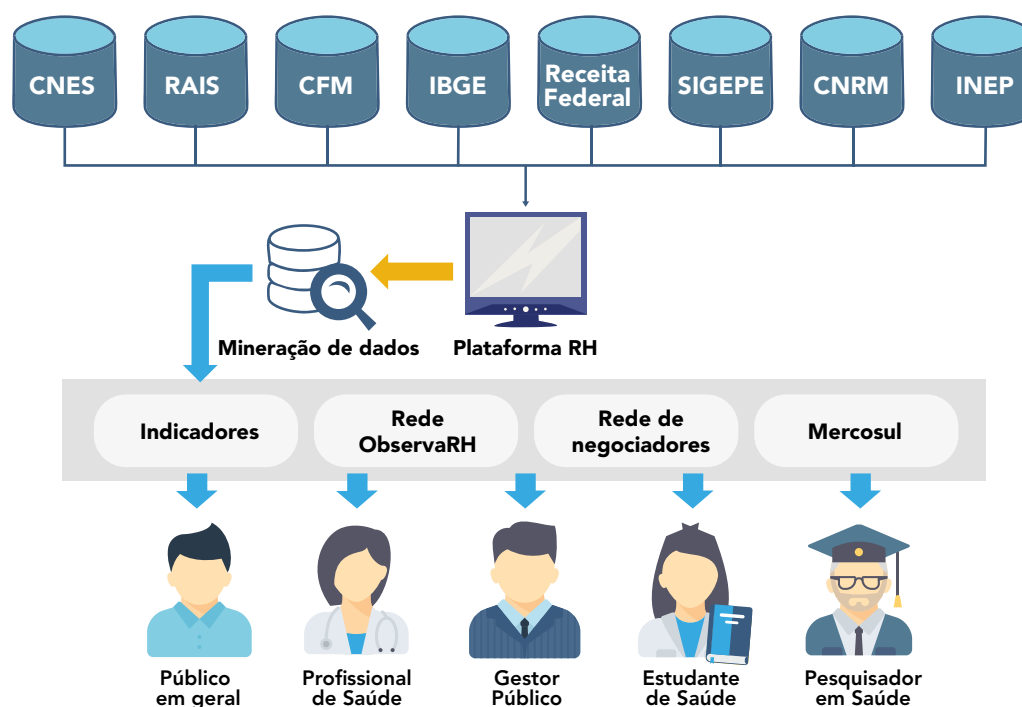 CNES
RAIS
CFM
IBGE
Receita
Federal
SIGEPE
CNRM
INEP
Mineração de dados
Plataforma RH
Indicadores
Rede
ObservaRH
Rede de
negociadores
Mercosul
Público
em geral
Profissional
de Saúde
Gestor
Público
Estudante
de Saúde
Pesquisador
em Saúde